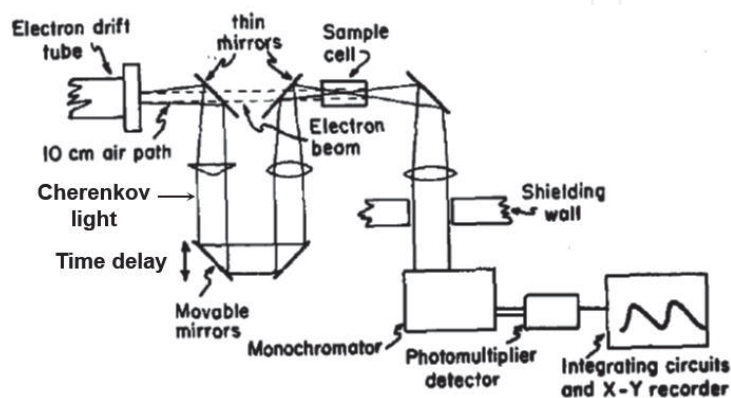 Electron drift
tube
thin
mirrors
Sample
cell
10 cm air path
Electron
beam
Cherenkov
light
Shielding
wall
Time delay
Movable
mirrors
Monochromator
Photomultiplier
detector
Integrating circuits
and X-Y recorder